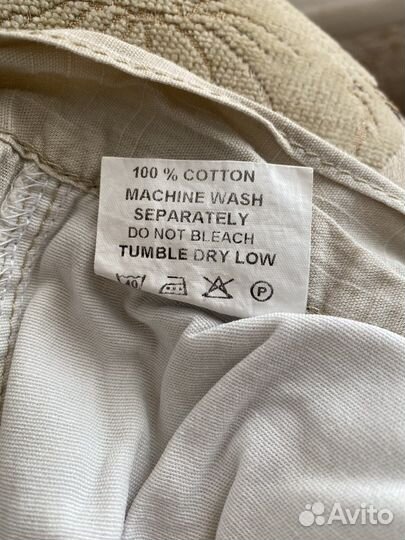 100 % COTTON
MACHINE WASH
SEPARATELY
DO NOT BLEACH
TUMBLE DRY LOW
40 P
Avito